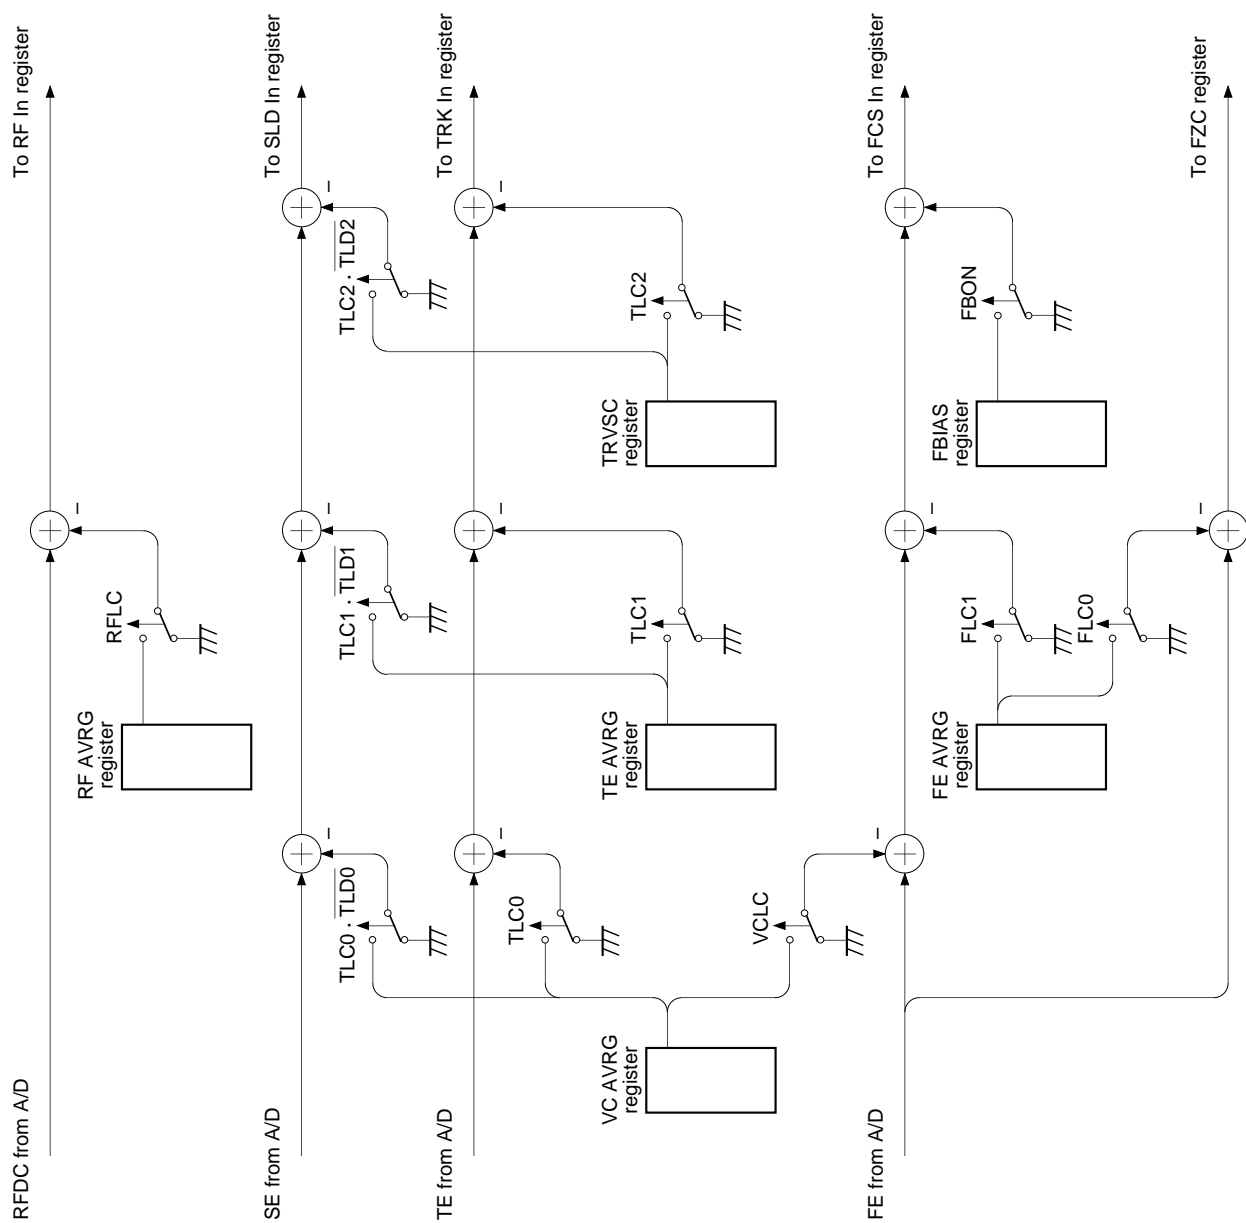 RFDC from A/D
RF AVRG
register
RFLC
–
To RF In register
SE from A/D
TLC0 · TLD0
–
TLC1 · TLD1
–
TLC2 · TLD2
–
To SLD In register
TE from A/D
TLC0
–
TLC1
–
TLC2
–
To TRK In register
VC AVRG
register
TE AVRG
register
TRVSC
register
VCLC
–
FE from A/D
FE AVRG
register
FLC1
–
FLC0
–
FBIAS
register
FBON
To FCS In register
To FZC register